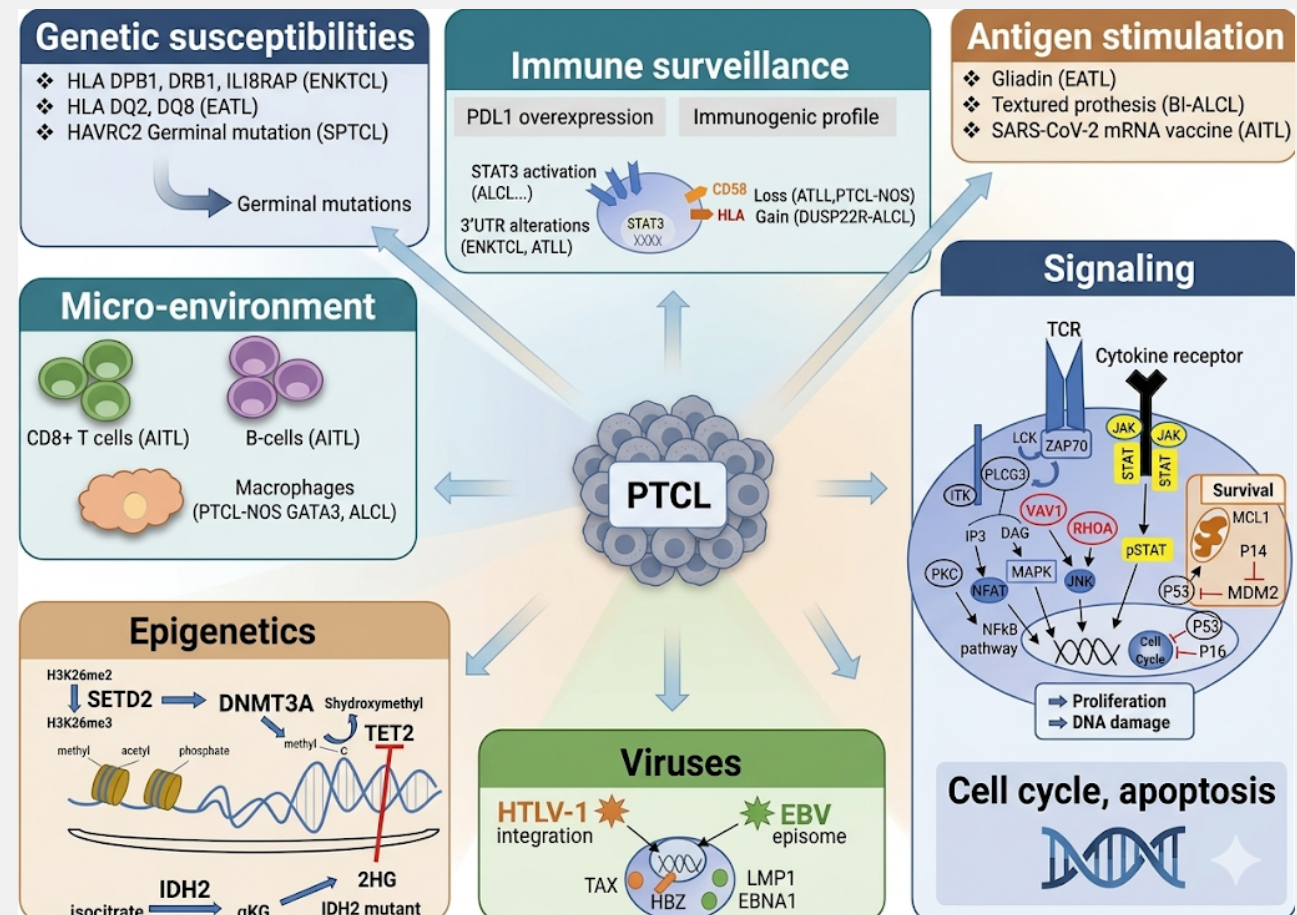 Genetic susceptibilities
❖ HLA DPB1, DRB1, ILI8RAP (ENKTCL)
❖ HLA DQ2, DQ8 (EATL)
❖ HAVRC2 Germinal mutation (SPTCL)
Germinal mutations
Immune surveillance
PDL1 overexpression
Immunogenic profile
STAT3 activation
(ALCL...)
3'UTR alterations
(ENKTCL, ATLL)
STAT3
XXXX
CD58
HLA
Loss (ATLL,PTCL-NOS)
Gain (DUSP22R-ALCL)
Antigen stimulation
❖ Gliadin (EATL)
❖ Textured prothesis (BI-ALCL)
❖ SARS-CoV-2 mRNA vaccine (AITL)
Micro-environment
CD8+ T cells (AITL)
B-cells (AITL)
Macrophages
(PTCL-NOS GATA3, ALCL)
PTCL
Signaling
TCR
Cytokine receptor
LCK
ZAP70
JAK
JAK
STAT
STAT
PLCG3
ITK
VAV1
RHOA
IP3
DAG
pSTAT
PKC
NFAT
MAPK
JNK
NFkB
pathway
Survival
MCL1
P14
P53
MDM2
Cell
Cycle
P53
P16
Proliferation
DNA damage
Cell cycle, apoptosis
Epigenetics
H3K26me2
SETD2
H3K26me3
DNMT3A
Shydroxymethyl
TET2
methyl
C
methyl
acetyl
phosphate
IDH2
isocitrate
αKG
2HG
IDH2 mutant
Viruses
HTLV-1
integration
EBV
episome
TAX
HBZ
LMP1
EBNA1